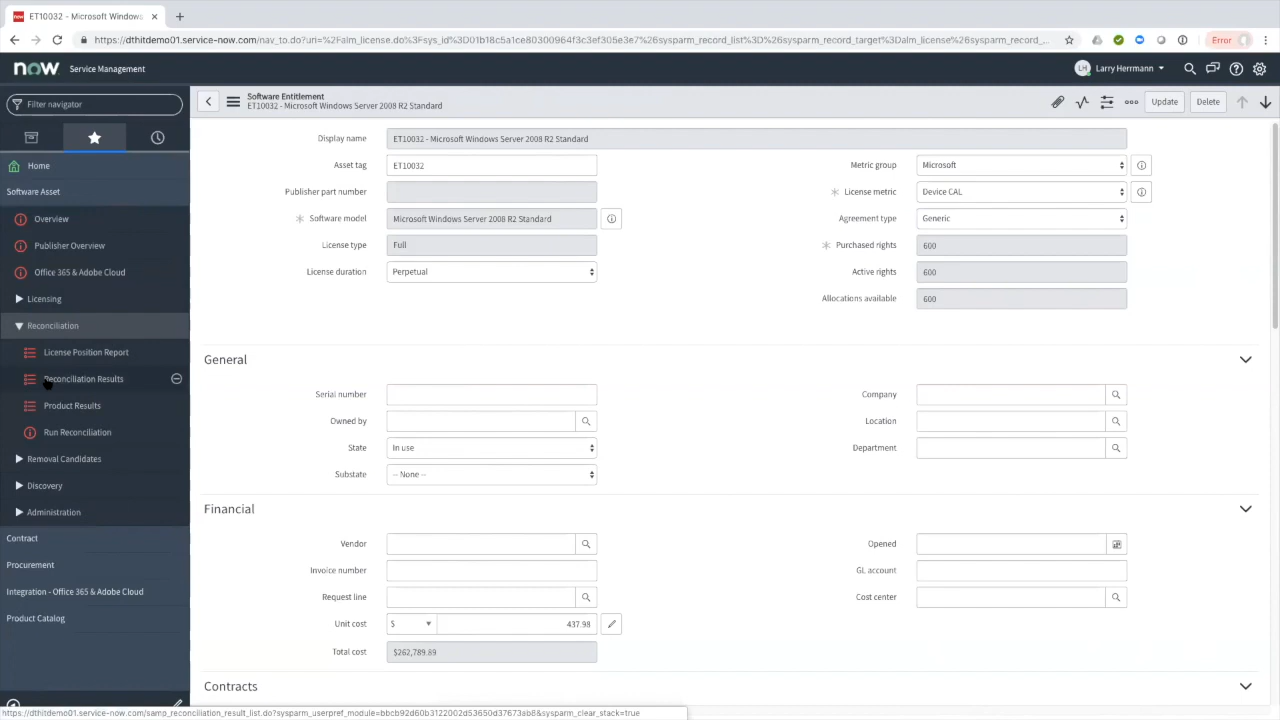 ET10032 - Microsoft Windows
https://dthitdemo01.service-now.com/nav_to.do?uri=%2Falm_license.do%3Fsys_id%3D01b18c5a1ce80300964f3c3ef305e3e7%26sysparm_record_list%3D%26sysparm_record_target%3Dalm_license%26sysparm_record_...
Error
now
Service Management
LH
Larry Herrmann
Filter navigator
Software Entitlement
ET10032 - Microsoft Windows Server 2008 R2 Standard
Update
Delete
Home
Software Asset
Overview
Publisher Overview
Office 365 & Adobe Cloud
Licensing
Reconciliation
License Position Report
Reconciliation Results
Product Results
Run Reconciliation
Removal Candidates
Discovery
Administration
Contract
Procurement
Integration - Office 365 & Adobe Cloud
Product Catalog
Display name ET10032 - Microsoft Windows Server 2008 R2 Standard
Asset tag ET10032
Metric group Microsoft
Publisher part number
License metric Device CAL
Software model Microsoft Windows Server 2008 R2 Standard
Agreement type Generic
License type Full
Purchased rights 600
License duration Perpetual
Active rights 600
Allocations available 600
General
Serial number
Company
Owned by
Location
State In use
Department
Substate -- None --
Financial
Vendor
Opened
Invoice number
GL account
Request line
Cost center
Unit cost $ 437.98
Total cost $262,789.89
Contracts
https://dthitdemo01.service-now.com/samp_reconciliation_result_list.do?sysparm_userpref_module=bbcb92d60b3122002d53650d37673ab8&sysparm_clear_stack=true